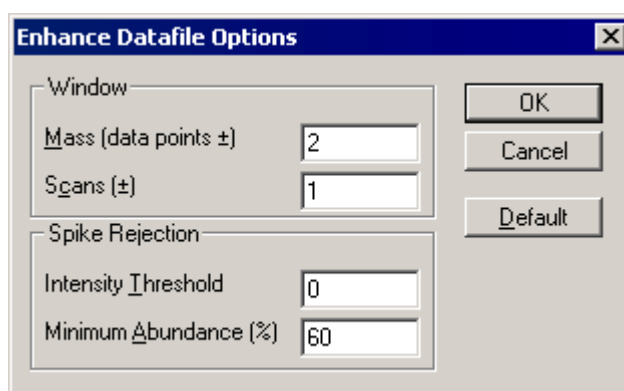 Enhance Datafile Options
Window
Mass (data points ±) 2
Scans (±) 1
Spike Rejection
Intensity Threshold 0
Minimum Abundance (%) 60
OK
Cancel
Default